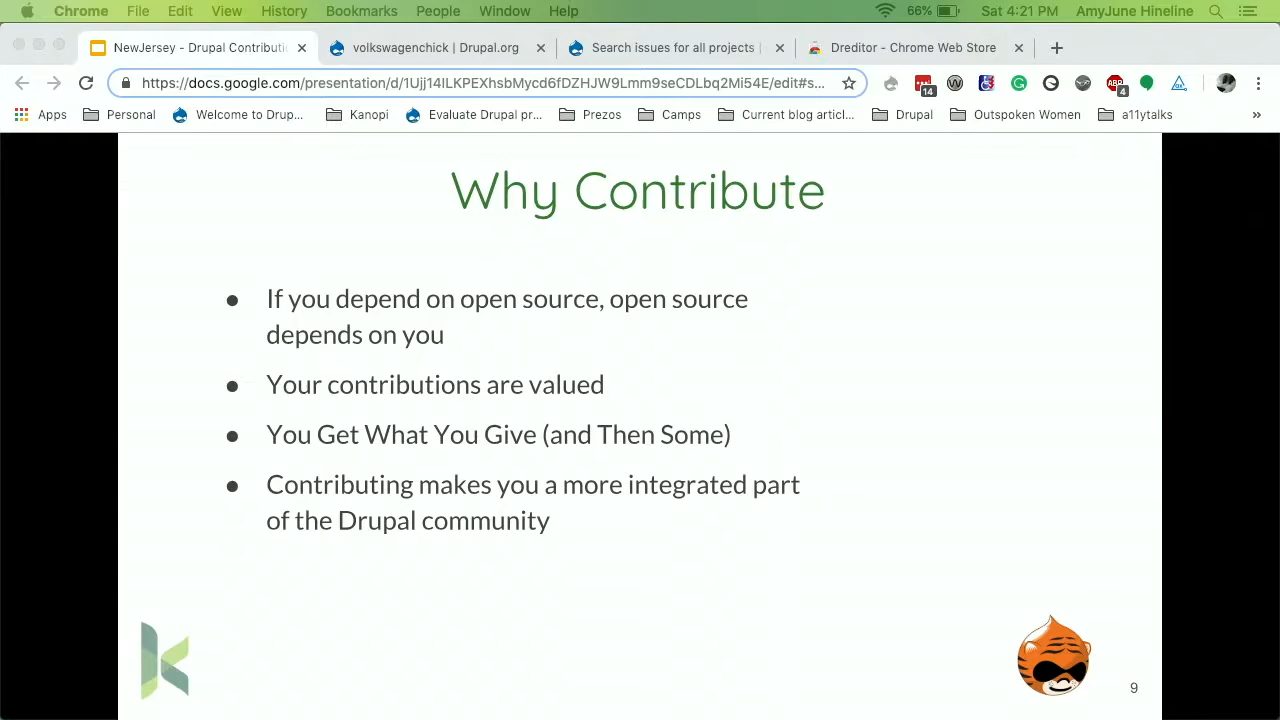 Chrome File Edit View History Bookmarks People Window Help 66% Sat 4:21 PM AmyJune Hineline
NewJersey - Drupal Contributi volkswagenchick | Drupal.org Search issues for all projects | Dreditor - Chrome Web Store
https://docs.google.com/presentation/d/1Ujj14ILKPEXhsbMycd6fDZHJW9Lmm9seCDLbq2Mi54E/edit#s... 14 ABP 4
Apps Personal Welcome to Drup... Kanopi Evaluate Drupal pr... Prezos Camps Current blog articl... Drupal Outspoken Women a11ytalks »
Why Contribute
● If you depend on open source, open source
depends on you
● Your contributions are valued
● You Get What You Give (and Then Some)
● Contributing makes you a more integrated part
of the Drupal community
9